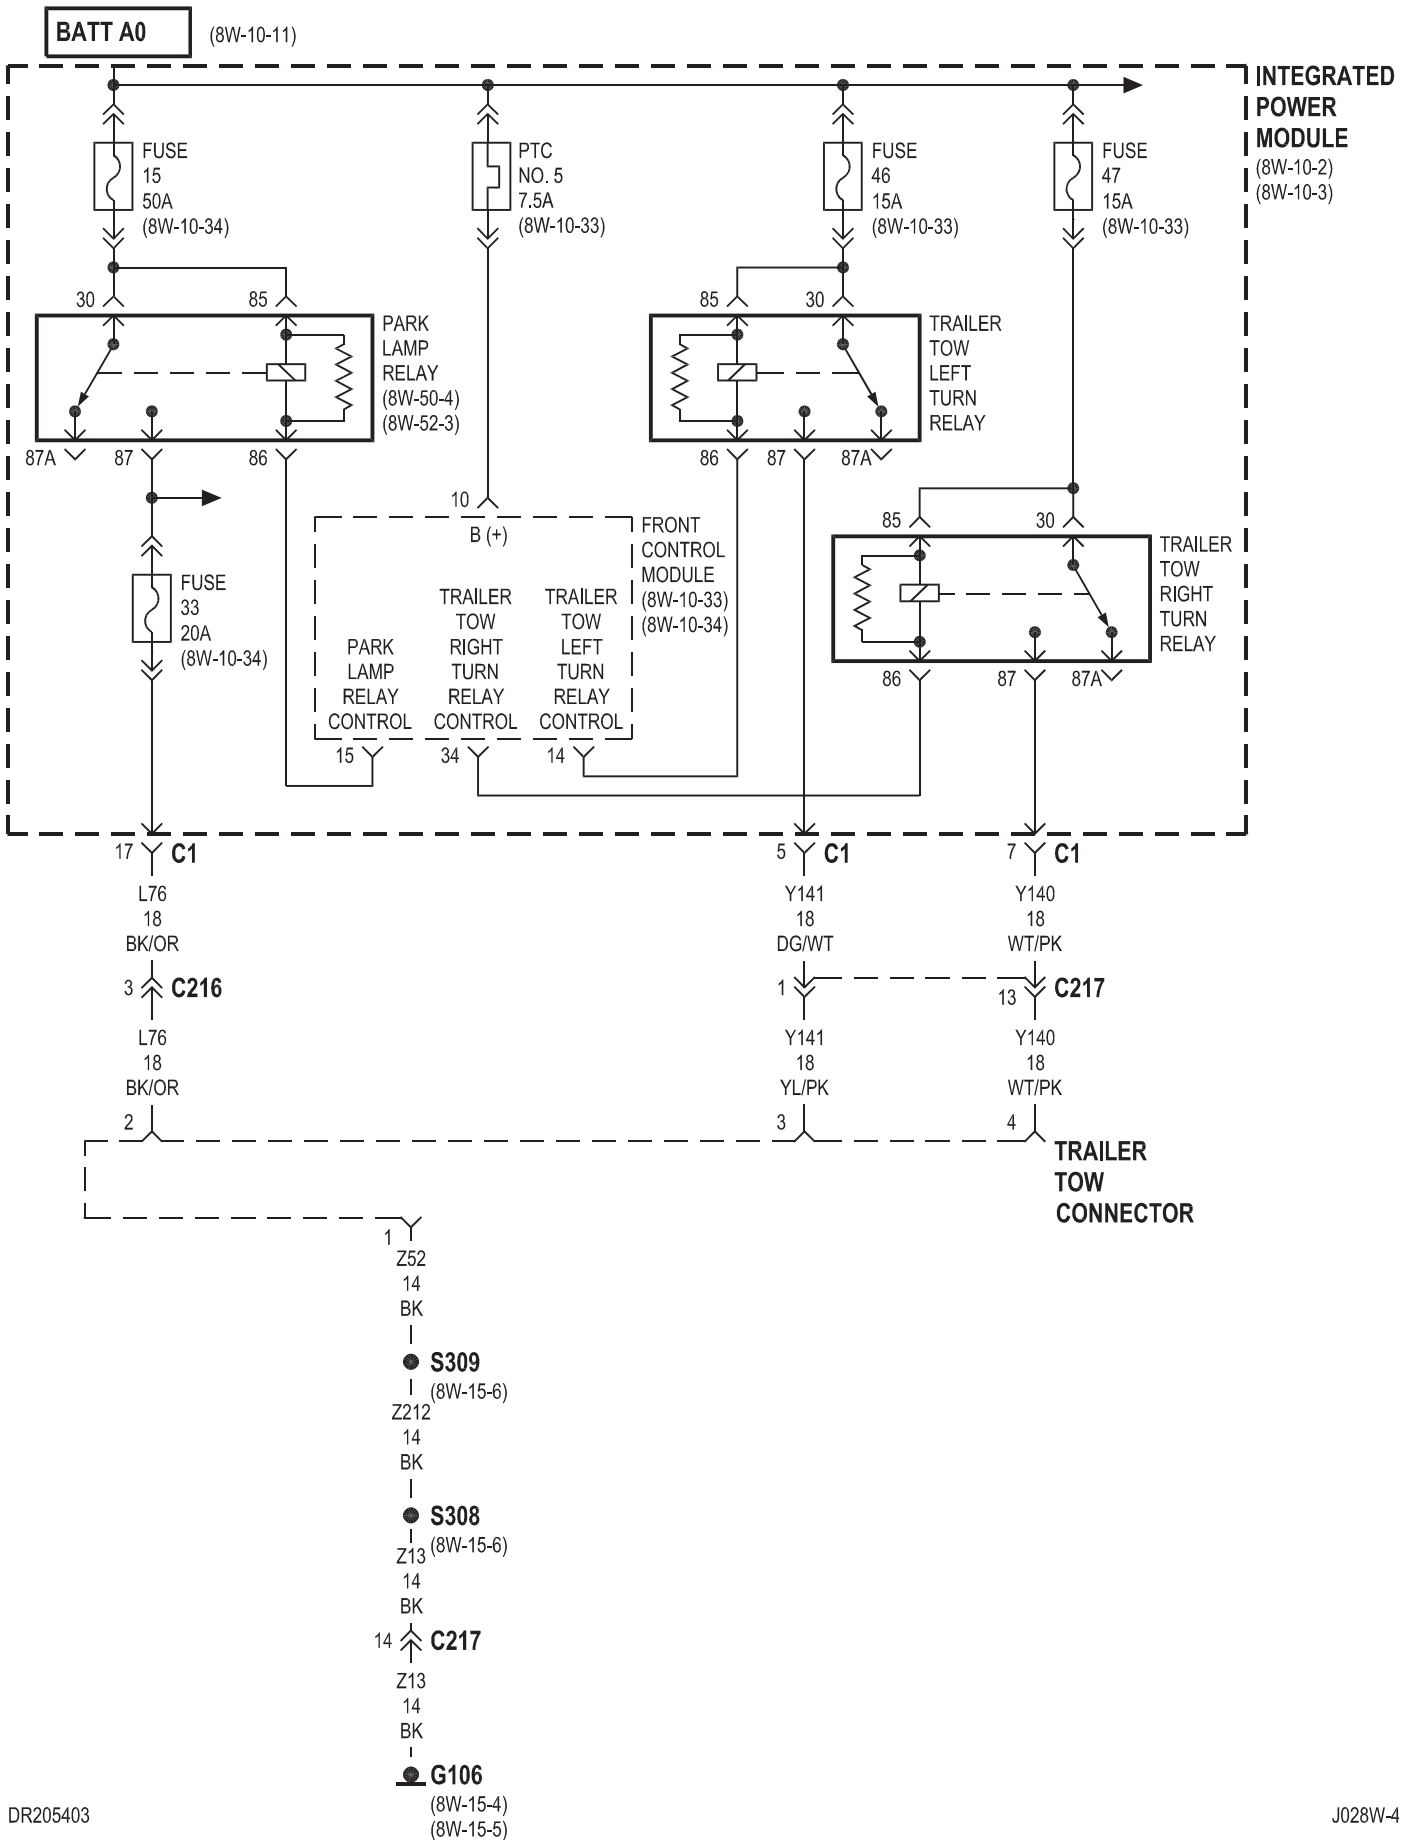 BATT A0
(8W-10-11)
INTEGRATED
POWER
MODULE
(8W-10-2)
(8W-10-3)
FUSE
15
50A
(8W-10-34)
PTC
NO. 5
7.5A
(8W-10-33)
FUSE
46
15A
(8W-10-33)
FUSE
47
15A
(8W-10-33)
30
85
PARK
LAMP
RELAY
(8W-50-4)
(8W-52-3)
87A
87
86
85
30
TRAILER
TOW
LEFT
TURN
RELAY
86
87
87A
10
B (+)
FRONT
CONTROL
MODULE
(8W-10-33)
(8W-10-34)
85
30
TRAILER
TOW
RIGHT
TURN
RELAY
86
87
87A
FUSE
33
20A
(8W-10-34)
PARK
LAMP
RELAY
CONTROL
TRAILER
TOW
RIGHT
TURN
RELAY
CONTROL
TRAILER
TOW
LEFT
TURN
RELAY
CONTROL
15
34
14
17
C1
5
C1
7
C1
L76
18
BK/OR
Y141
18
DG/WT
Y140
18
WT/PK
3
C216
1
13
C217
L76
18
BK/OR
Y141
18
YL/PK
Y140
18
WT/PK
2
3
4
TRAILER
TOW
CONNECTOR
1
Z52
14
BK
S309
(8W-15-6)
Z212
14
BK
S308
(8W-15-6)
Z13
14
BK
14
C217
Z13
14
BK
G106
(8W-15-4)
(8W-15-5)
DR205403
J028W-4